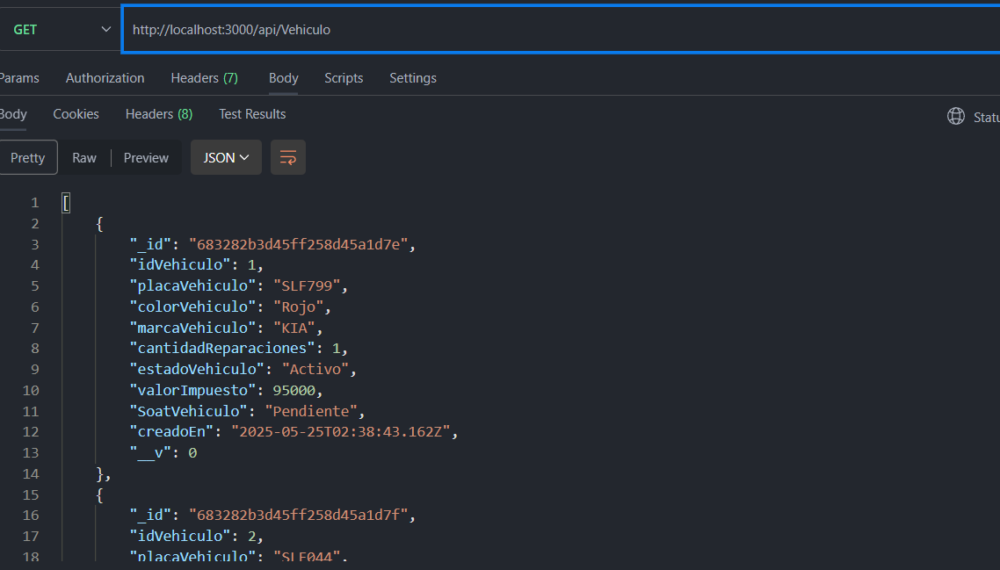 GET http://localhost:3000/api/Vehiculo
Params Authorization Headers (7) Body Scripts Settings
Body Cookies Headers (8) Test Results Statu
Pretty Raw Preview JSON
1 [
2 {
3 "_id": "683282b3d45ff258d45a1d7e",
4 "idVehiculo": 1,
5 "placaVehiculo": "SLF799",
6 "colorVehiculo": "Rojo",
7 "marcaVehiculo": "KIA",
8 "cantidadReparaciones": 1,
9 "estadoVehiculo": "Activo",
10 "valorImpuesto": 95000,
11 "SoatVehiculo": "Pendiente",
12 "creadoEn": "2025-05-25T02:38:43.162Z",
13 "__v": 0
14 },
15 {
16 "_id": "683282b3d45ff258d45a1d7f",
17 "idVehiculo": 2,
18 "placaVehiculo": "SLF044",